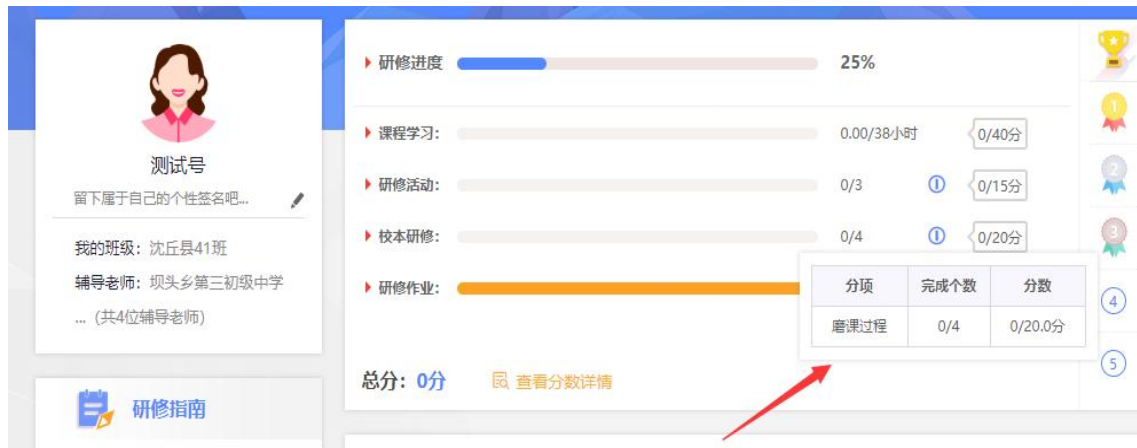 测试号
留下属于自己的个性签名吧...
我的班级：沈丘县41班
辅导老师：坝头乡第三初级中学
...（共4位辅导老师）
研修指南
研修进度 25%
课程学习： 0.00/38小时 0/40分
研修活动： 0/3 0/15分
校本研修： 0/4 0/20分
研修作业：
分项 完成个数 分数
磨课过程 0/4 0/20.0分
总分：0分 查看分数详情
1
2
3
4
5